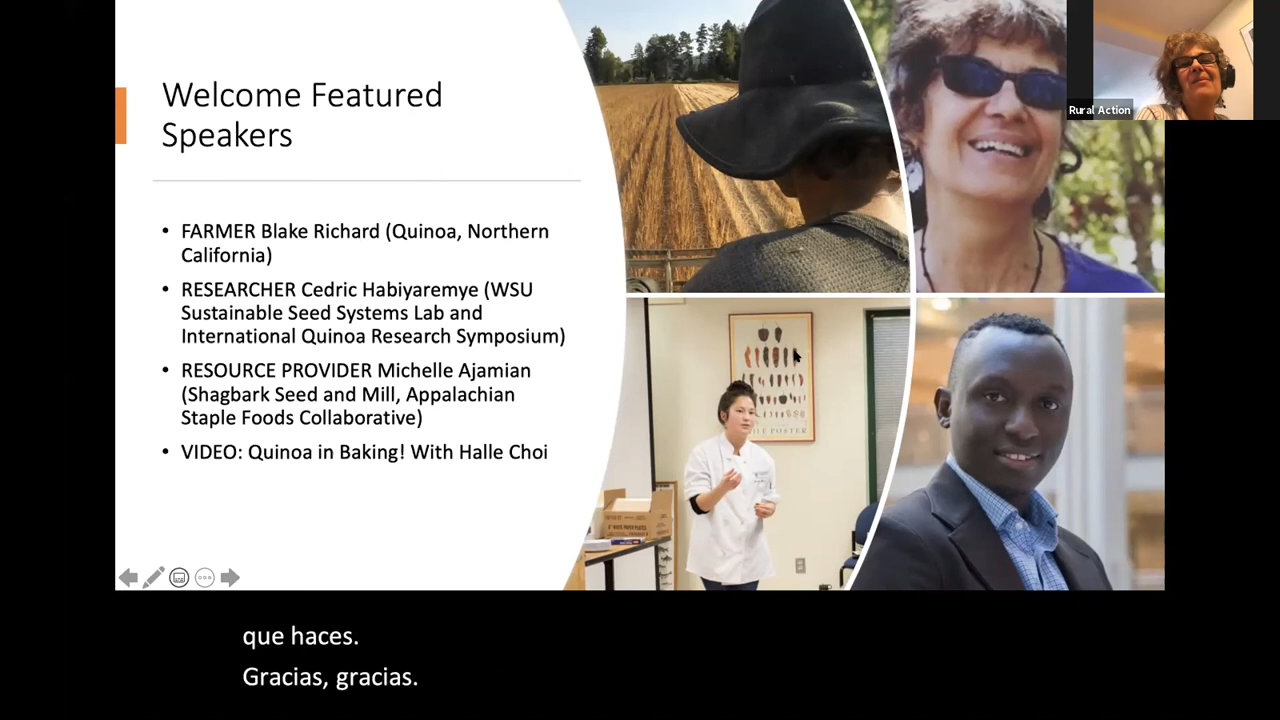 Welcome Featured
Speakers
• FARMER Blake Richard (Quinoa, Northern
California)
• RESEARCHER Cedric Habiyaremye (WSU
Sustainable Seed Systems Lab and
International Quinoa Research Symposium)
• RESOURCE PROVIDER Michelle Ajamian
(Shagbark Seed and Mill, Appalachian
Staple Foods Collaborative)
• VIDEO: Quinoa in Baking! With Halle Choi
Rural Action
que haces.
Gracias, gracias.